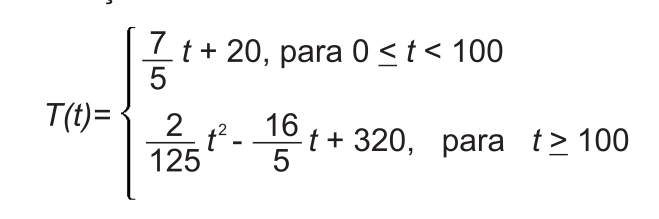 T(t)= { 7/5 t + 20, para 0 ≤ t < 100
2/125 t² - 16/5 t + 320, para t ≥ 100